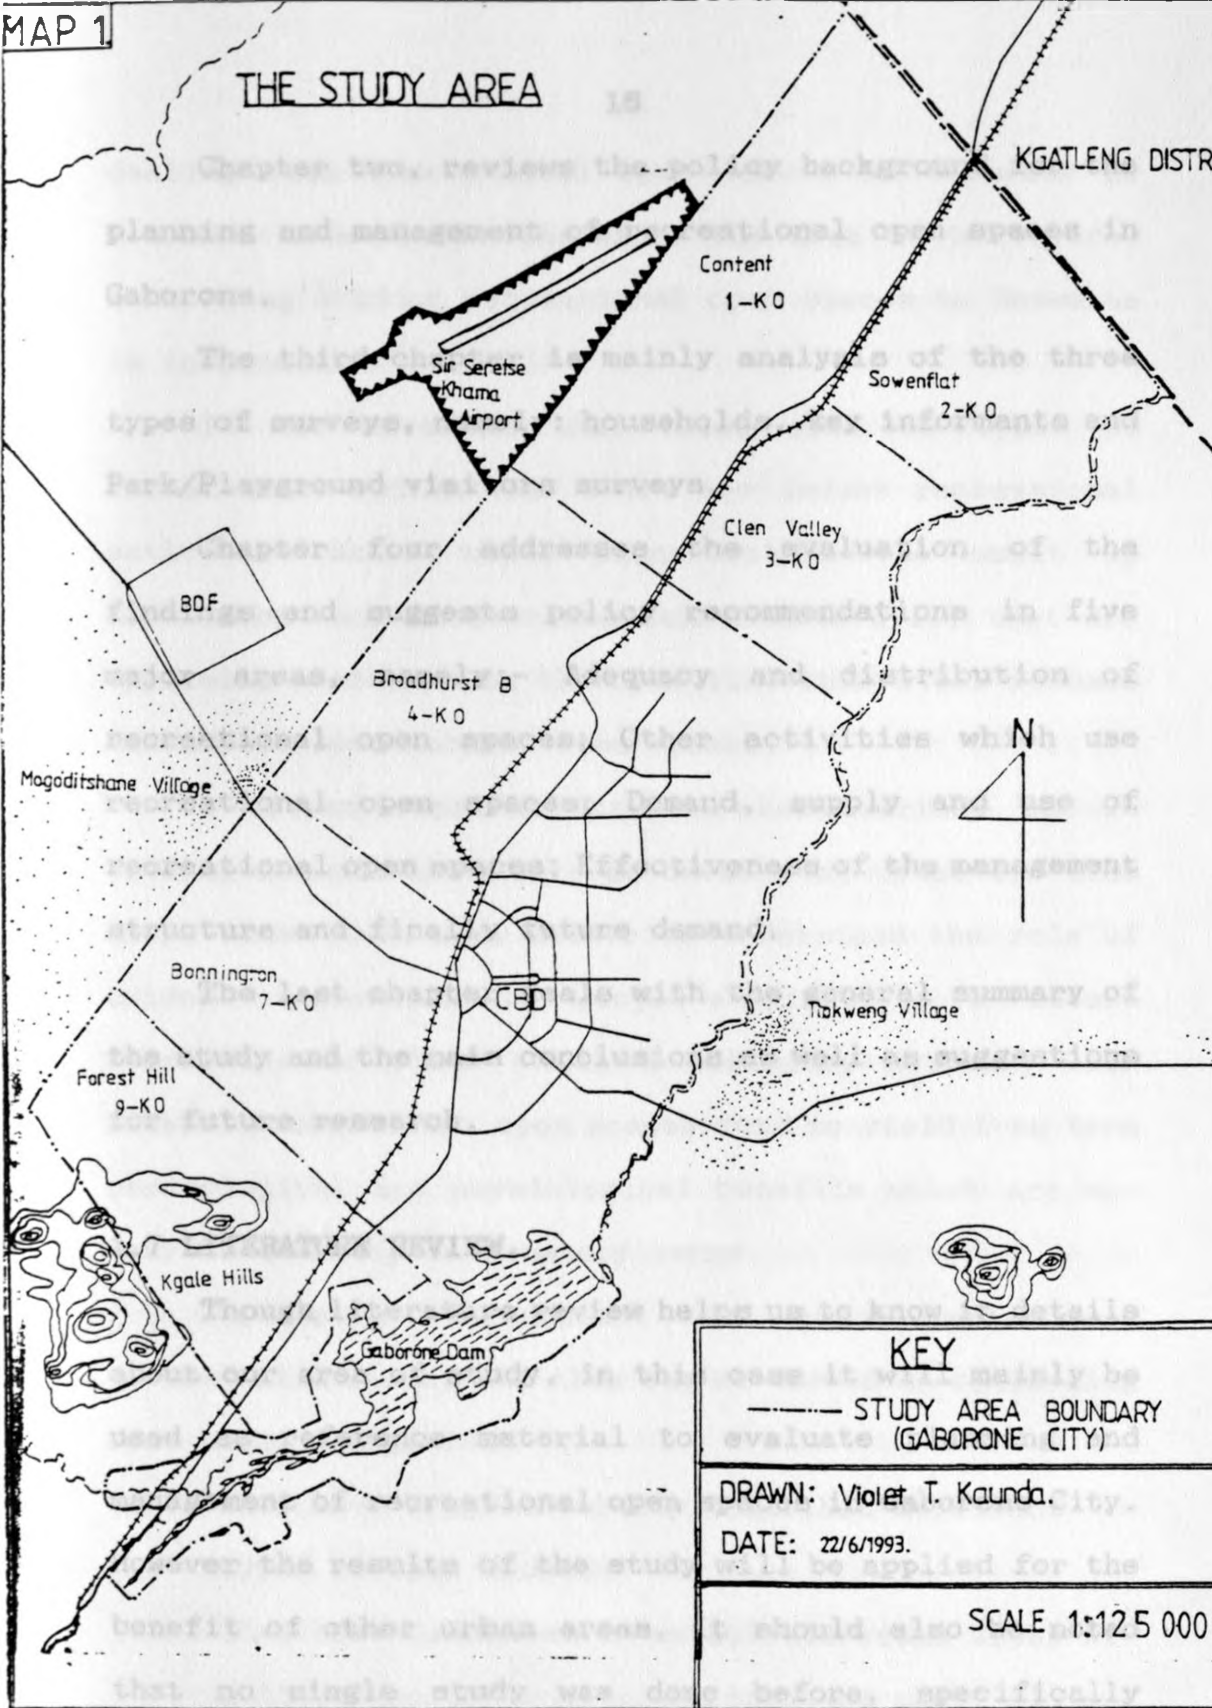 MAP 1
THE STUDY AREA
18
Chapter two, reviews the policy background for the
KGATLENG DISTR
planning and management of recreational open spaces in
Content
1-KO
Gaborone.
The third chapter is mainly analysis of the three
Sir Seretse
Khama
Airport
Sowenflat
2-KO
types of surveys, : households, key informants and
Park/Playground visitors surveys
Clen Valley
3-KO
Chapter four addresses the evaluation of the
BDF
findings and suggests policy recommendations in five
Broadhurst B
4-KO
major areas, namely:- Adequacy and distribution of
recreational open spaces; Other activities which use
N
Mogoditshane Village
recreational open spaces; Demand, supply and use of
recreational open spaces; Effectiveness of the management
structure and finally future demand.
Bonnington
7-KO
CBD
Tlokweng Village
The last chapter deals with the general summary of
the study and the main conclusions as well as suggestions
Forest Hill
9-KO
for future research.
.7 LITERATURE REVIEW.
Kgale Hills
Though literature review helps us to know in details
Gaborone Dam
about our area of study, in this case it will mainly be
used as reference material to evaluate planning and
management of recreational open spaces in Gaborone City.
However the results of the study will be applied for the
benefit of other urban areas. It should also be noted
that no single study was done before, specifically
KEY
STUDY AREA BOUNDARY
(GABORONE CITY)
DRAWN: Violet T. Kaunda.
DATE: 22/6/1993.
SCALE 1:125 000